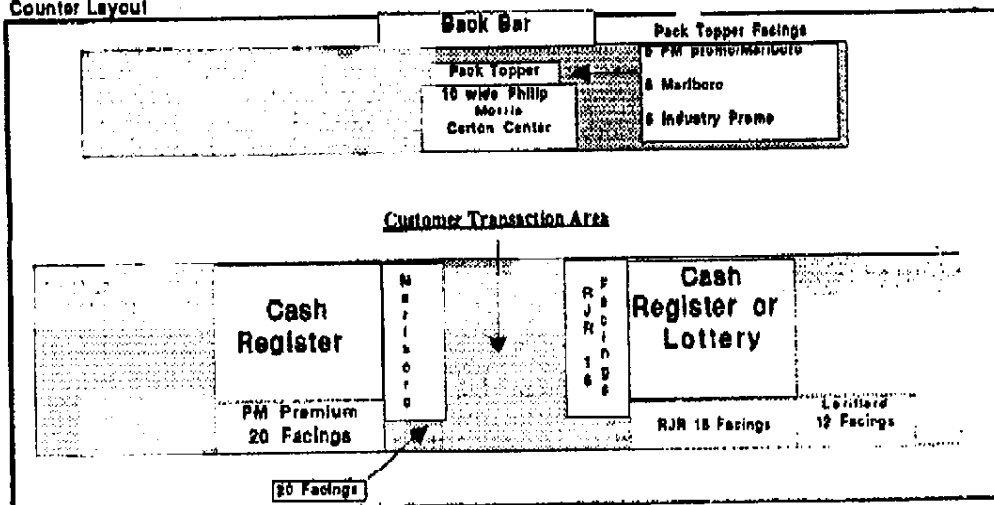 Counter Layout
Back Bar
Pack Topper Facings
6 PM promo/Marlboro
Pack Topper
6 Marlboro
10 wide Philip
Morris
Carton Center
6 Industry Promo
Customer Transaction Area
Cash
Register
Marlboro
RJR 16
Facings
Cash
Register or
Lottery
PM Premium
20 Facings
RJR 16 Facings
Lorillard
12 Facings
20 Facings